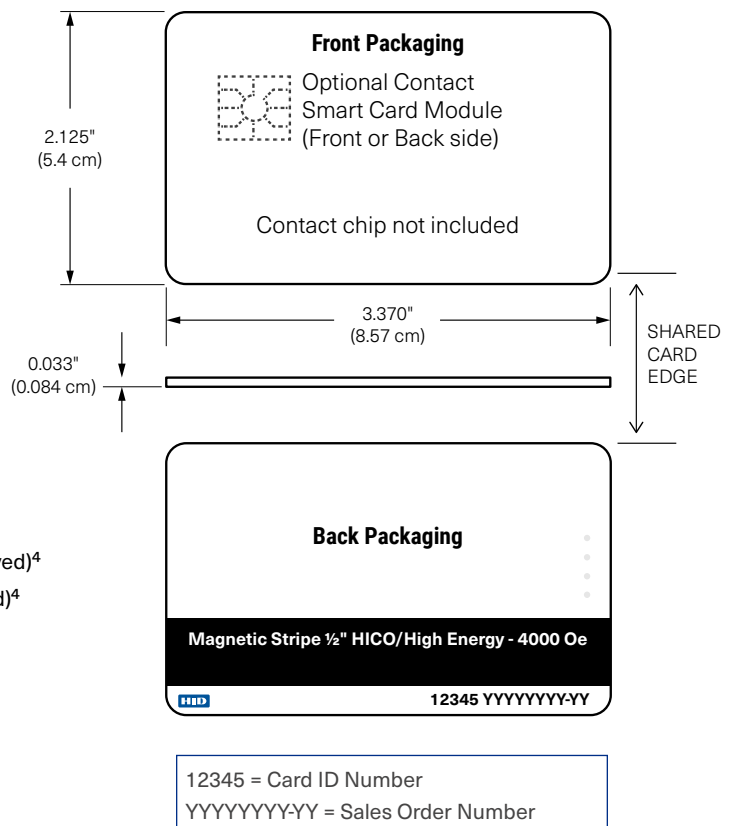 Front Packaging
Optional Contact
Smart Card Module
(Front or Back side)
2.125"
(5.4 cm)
Contact chip not included
3.370"
(8.57 cm)
SHARED
CARD
EDGE
0.033"
(0.084 cm)
Back Packaging
ed)4
d)4
Magnetic Stripe ½" HICO/High Energy - 4000 Oe
HID
12345 YYYYYYYY-YY
12345 = Card ID Number
YYYYYYYY-YY = Sales Order Number